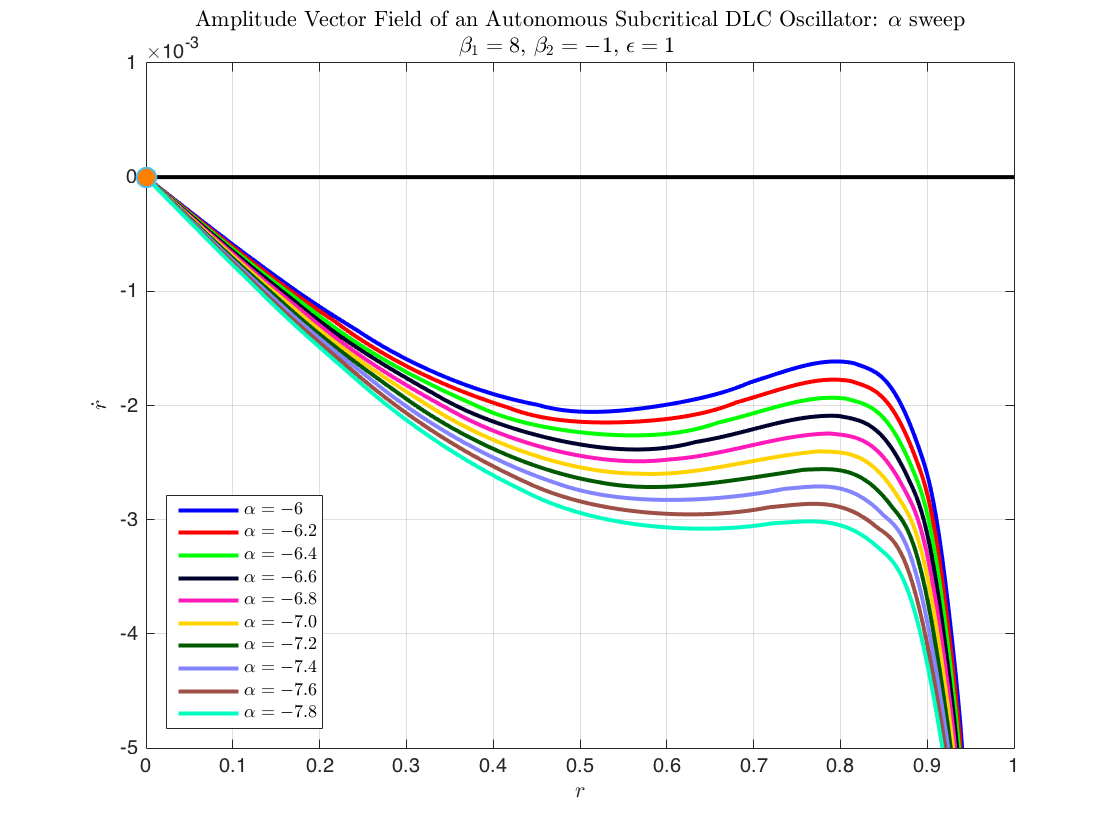 Amplitude Vector Field of an Autonomous Subcritical DLC Oscillator: α sweep
β₁ = 8, β₂ = −1, ϵ = 1
×10⁻³
1
0
-1
-2
-3
-4
-5
ṙ
α = −6
α = −6.2
α = −6.4
α = −6.6
α = −6.8
α = −7.0
α = −7.2
α = −7.4
α = −7.6
α = −7.8
0 0.1 0.2 0.3 0.4 0.5 0.6 0.7 0.8 0.9 1
r